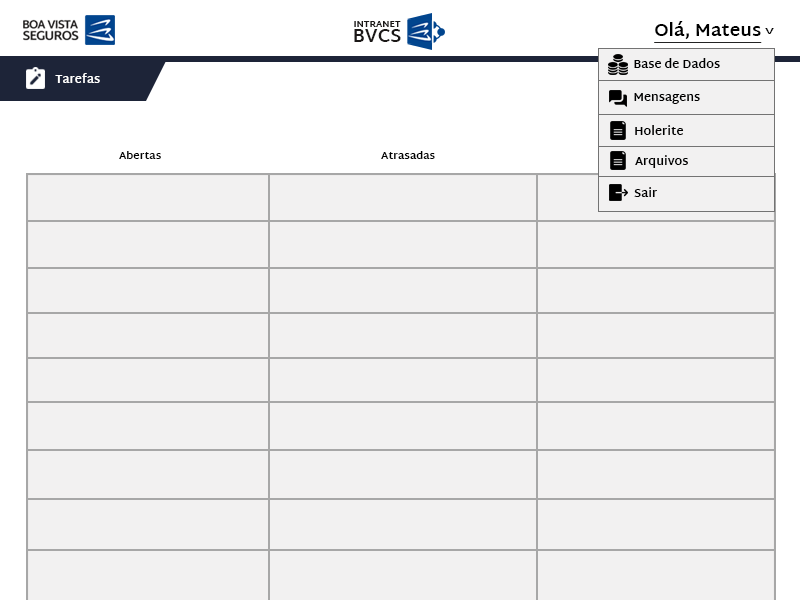 BOA VISTA
SEGUROS
INTRANET
BVCS
Olá, Mateus
Tarefas
Base de Dados
Mensagens
Holerite
Arquivos
Sair
Abertas
Atrasadas